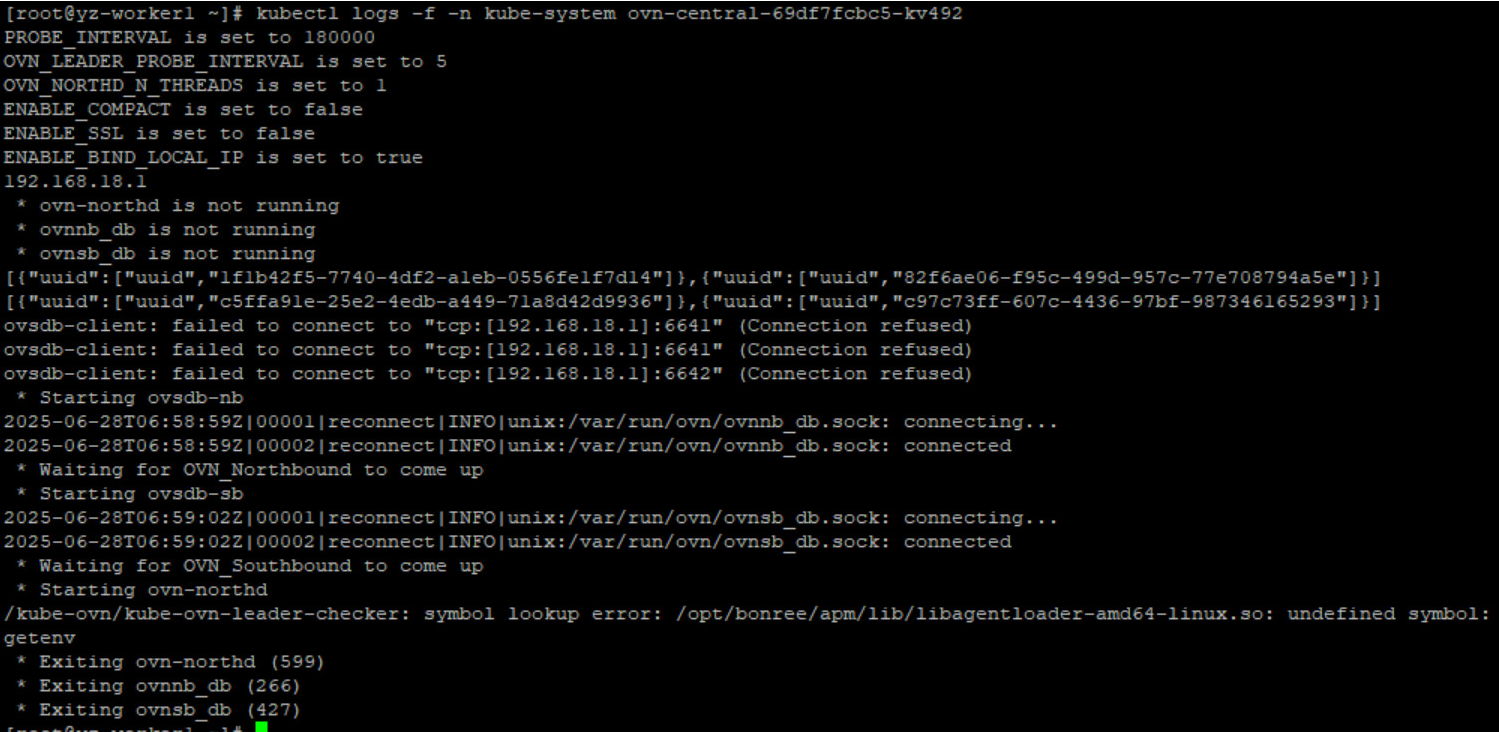 [root@yz-worker1 ~]# kubectl logs -f -n kube-system ovn-central-69df7fcbc5-kv492
PROBE_INTERVAL is set to 180000
OVN_LEADER_PROBE_INTERVAL is set to 5
OVN_NORTHD_N_THREADS is set to 1
ENABLE_COMPACT is set to false
ENABLE_SSL is set to false
ENABLE_BIND_LOCAL_IP is set to true
192.168.18.1
 * ovn-northd is not running
 * ovnnb_db is not running
 * ovnsb_db is not running
[{"uuid":["uuid","1f1b42f5-7740-4df2-a1eb-0556fe1f7d14"]},{"uuid":["uuid","82f6ae06-f95c-499d-957c-77e708794a5e"]}]
[{"uuid":["uuid","c5ffa91e-25e2-4edb-a449-71a8d42d9936"]},{"uuid":["uuid","c97c73ff-607c-4436-97bf-987346165293"]}]
ovsdb-client: failed to connect to "tcp:[192.168.18.1]:6641" (Connection refused)
ovsdb-client: failed to connect to "tcp:[192.168.18.1]:6641" (Connection refused)
ovsdb-client: failed to connect to "tcp:[192.168.18.1]:6642" (Connection refused)
 * Starting ovsdb-nb
2025-06-28T06:58:59Z|00001|reconnect|INFO|unix:/var/run/ovn/ovnnb_db.sock: connecting...
2025-06-28T06:58:59Z|00002|reconnect|INFO|unix:/var/run/ovn/ovnnb_db.sock: connected
 * Waiting for OVN_Northbound to come up
 * Starting ovsdb-sb
2025-06-28T06:59:02Z|00001|reconnect|INFO|unix:/var/run/ovn/ovnsb_db.sock: connecting...
2025-06-28T06:59:02Z|00002|reconnect|INFO|unix:/var/run/ovn/ovnsb_db.sock: connected
 * Waiting for OVN_Southbound to come up
 * Starting ovn-northd
/kube-ovn/kube-ovn-leader-checker: symbol lookup error: /opt/bonree/apm/lib/libagentloader-amd64-linux.so: undefined symbol:
getenv
 * Exiting ovn-northd (599)
 * Exiting ovnnb_db (266)
 * Exiting ovnsb_db (427)
[root@yz-worker1 ~]#